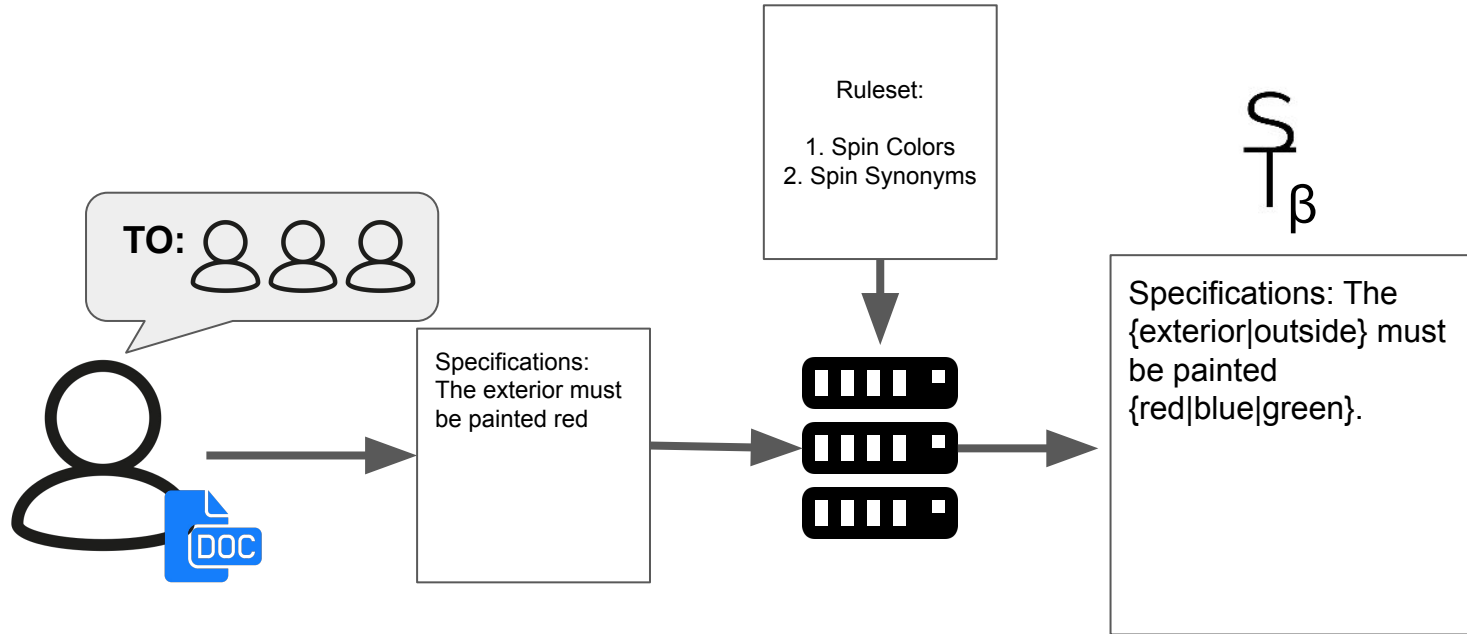 Ruleset:
1. Spin Colors
2. Spin Synonyms
S
T β
TO:
DOC
Specifications:
The exterior must
be painted red
Specifications: The
{exterior|outside} must
be painted
{red|blue|green}.